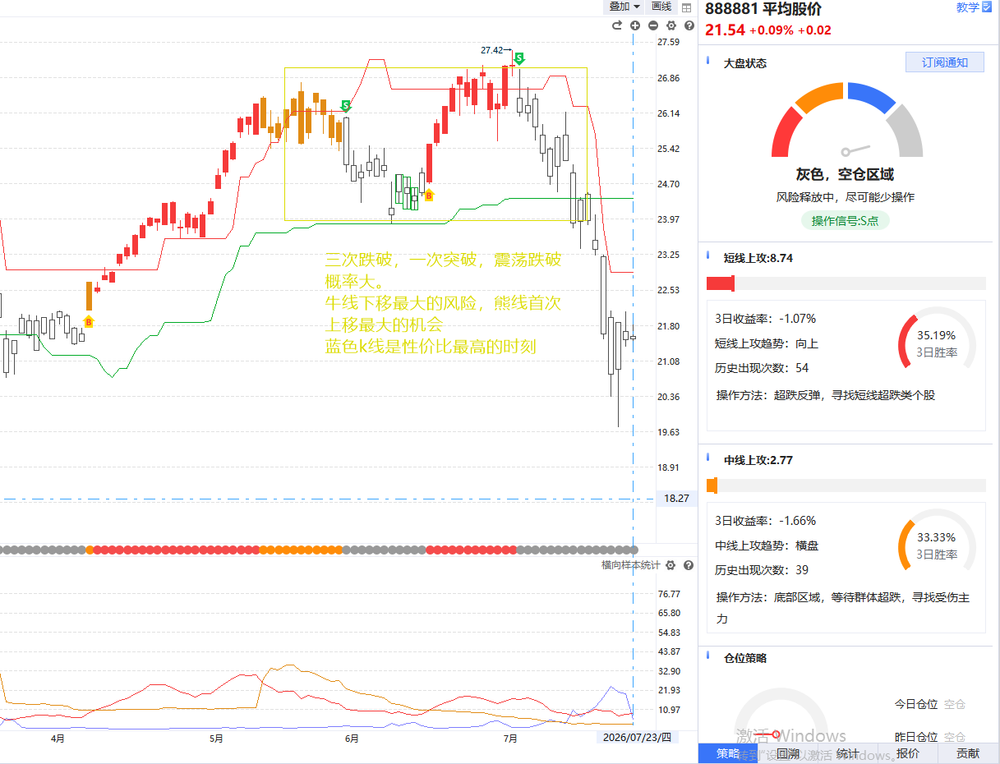 叠加 画线
888881 平均股价 教学
21.54 +0.09% +0.02
27.59
27.42
S
26.86
26.14
S
25.42
24.70
B
23.97
23.25
22.53
21.80
B
21.08
20.36
19.63
18.91
18.27
三次跌破，一次突破，震荡跌破
概率大。
牛线下移最大的风险，熊线首次
上移最大的机会
蓝色k线是性价比最高的时刻
横向样本统计
76.77
65.80
54.83
43.87
32.90
21.93
10.97
4月 5月 6月 7月 2026/07/23/四
大盘状态 订阅通知
灰色，空仓区域
风险释放中，尽可能少操作
操作信号:S点
短线上攻:8.74
3日收益率：-1.07%
短线上攻趋势：向上
历史出现次数：54
35.19%
3日胜率
操作方法：超跌反弹，寻找短线超跌类个股
中线上攻:2.77
3日收益率：-1.66%
中线上攻趋势：横盘
历史出现次数：39
33.33%
3日胜率
操作方法：底部区域，等待群体超跌，寻找受伤主
力
仓位策略
今日仓位 空仓
昨日仓位 空仓
激活 Windows
转到"设置"以激活 Windows。
策略 回溯 统计 报价 贡献